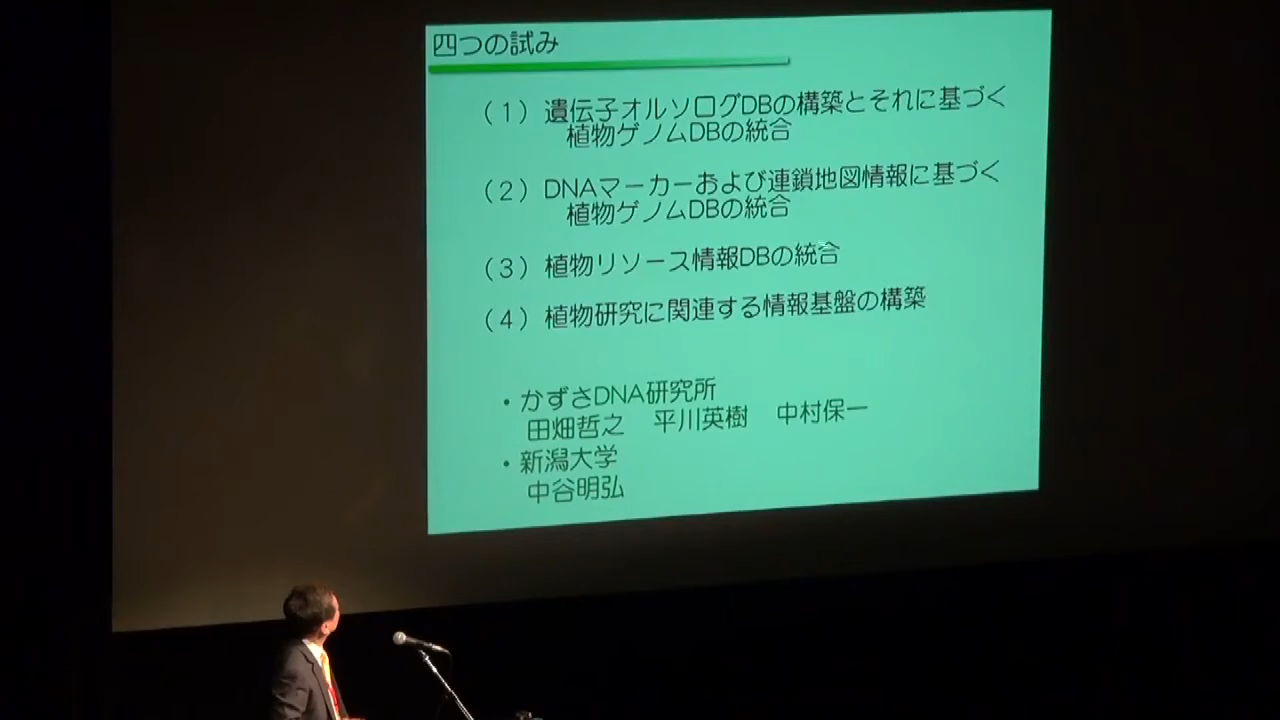 四つの試み
（1）遺伝子オルソログDBの構築とそれに基づく
植物ゲノムDBの統合
（2）DNAマーカーおよび連鎖地図情報に基づく
植物ゲノムDBの統合
（3）植物リソース情報DBの統合
（4）植物研究に関連する情報基盤の構築
・かずさDNA研究所
田畑哲之　平川英樹　中村保一
・新潟大学
中谷明弘